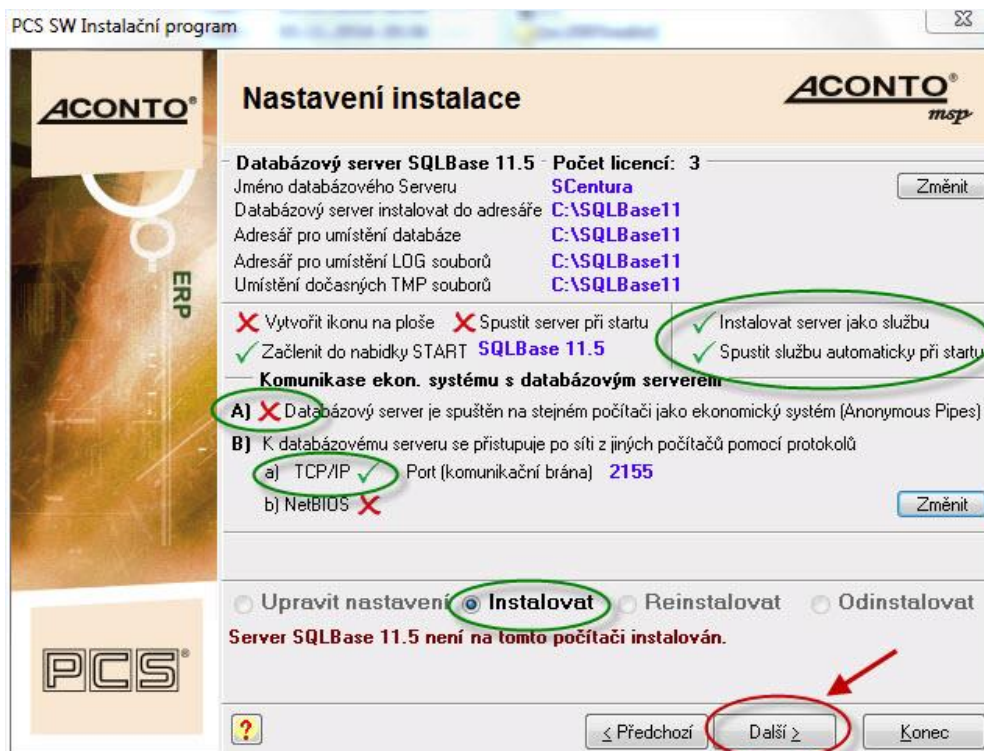 PCS SW Instalační program
ACONTO®
Nastavení instalace
ACONTO®
msp
Databázový server SQLBase 11.5 Počet licencí: 3
Jméno databázového Serveru SCentura Změnit
Databázový server instalovat do adresáře C:\SQLBase11
Adresář pro umístění databáze C:\SQLBase11
Adresář pro umístění LOG souborů C:\SQLBase11
Umístění dočasných TMP souborů C:\SQLBase11
ERP
Vytvořit ikonu na ploše Spustit server při startu Instalovat server jako službu
Začlenit do nabidky START SQLBase 11.5 Spustit službu automaticky při startu
Komunikase ekon. systému s databázovým serverem
A) Databázový server je spuštěn na stejném počítači jako ekonomický systém (Anonymous Pipes)
B) K databázovému serveru se přistupuje po síti z jiných počítačů pomocí protokolů
a) TCP/IP Port (komunikační brána) 2155
b) NetBIOS Změnit
Upravit nastavení Instalovat Reinstalovat Odinstalovat
Server SQLBase 11.5 není na tomto počítači instalován.
PCS®
? < Předchozí Další > Konec